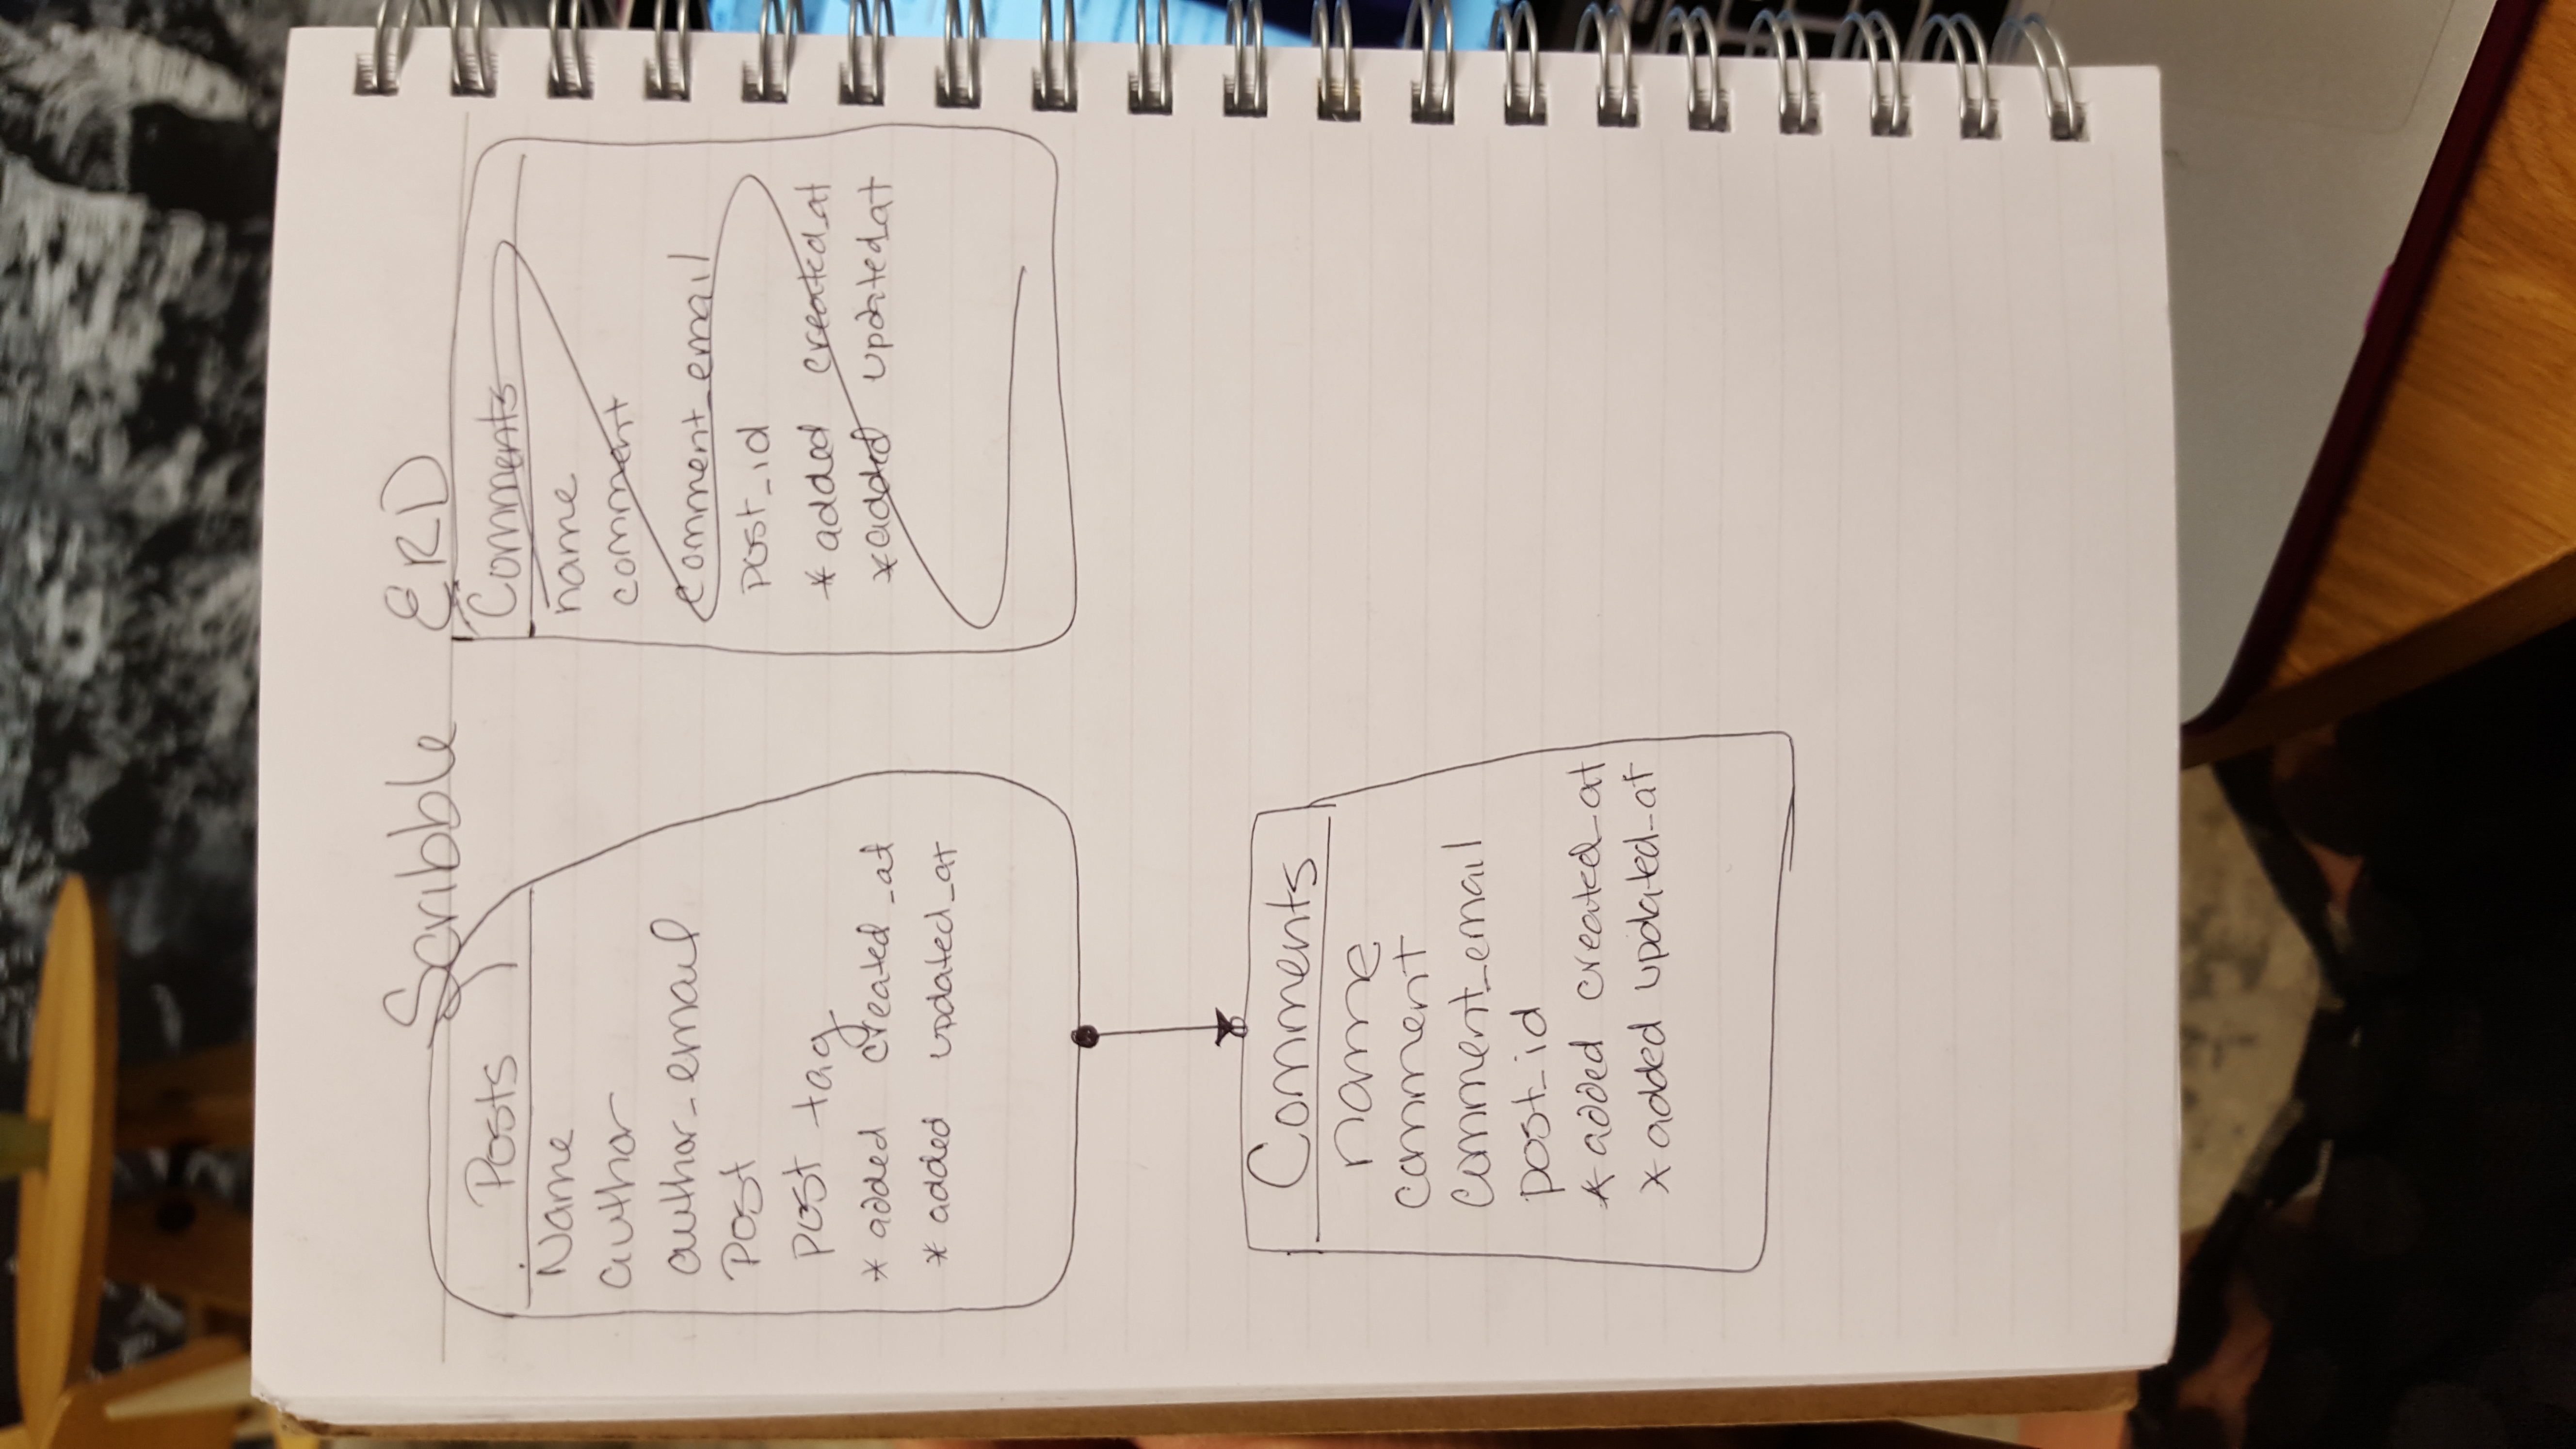 Scribble ERD
Posts
Name
author
author_email
Post
post tag
* added created_at
* added updated_at
Comments
name
comment
comment_email
post_id
* added created_at
* added updated_at
Comments
name
comment
comment_email
post_id
* added created_at
* added updated_at